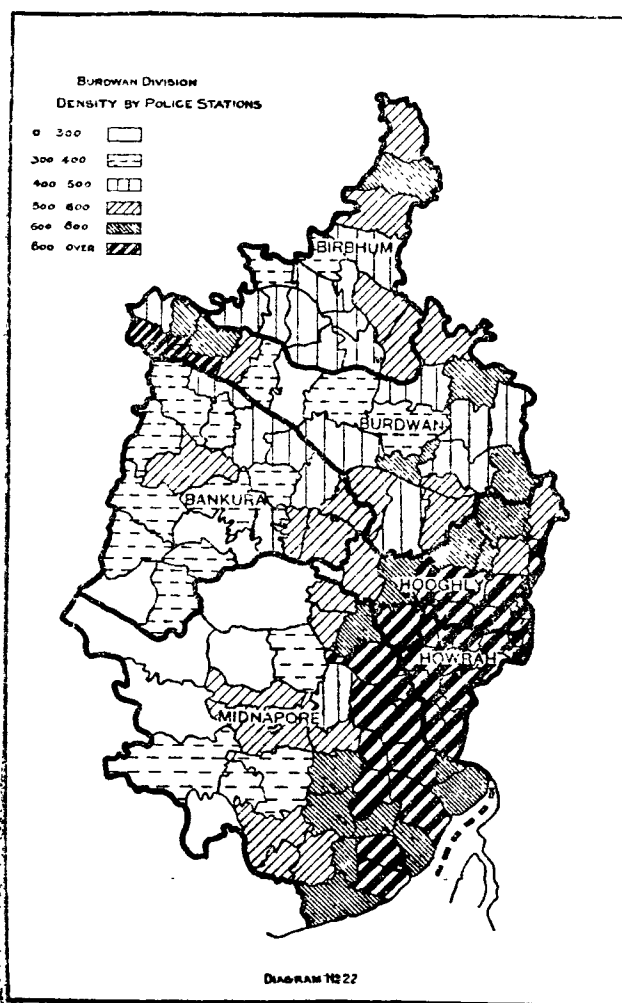 BURDWAN DIVISION
DENSITY BY POLICE STATIONS
0 300
300 400
400 500
500 600
600 800
800 OVER
BIRBHUM
BURDWAN
BANKURA
HOOGHLY
HOWRAH
MIDNAPORE
DIAGRAM Nº 22